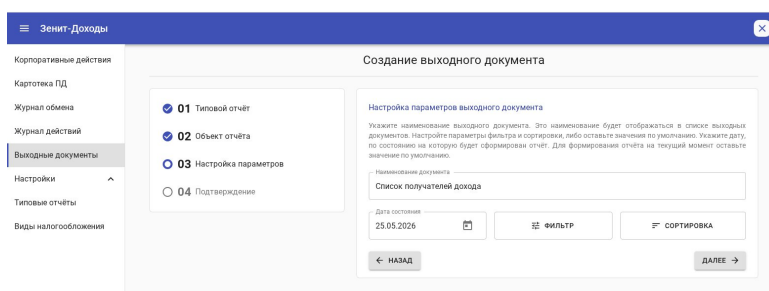 Зенит-Доходы
Корпоративные действия
Картотека ПД
Журнал обмена
Журнал действий
Выходные документы
Настройки
Типовые отчёты
Виды налогообложения
Создание выходного документа
01 Типовой отчёт
02 Объект отчёта
03 Настройка параметров
04 Подтверждение
Настройка параметров выходного документа
Укажите наименование выходного документа. Это наименование будет отображаться в списке выходных
документов. Настройте параметры фильтра и сортировки, либо оставьте значения по умолчанию. Укажите дату,
по состоянию на которую будет сформирован отчёт. Для формирования отчёта на текущий момент оставьте
значение по умолчанию.
Наименование документа
Список получателей дохода
Дата состояния
25.05.2026
ФИЛЬТР
СОРТИРОВКА
← НАЗАД
ДАЛЕЕ →